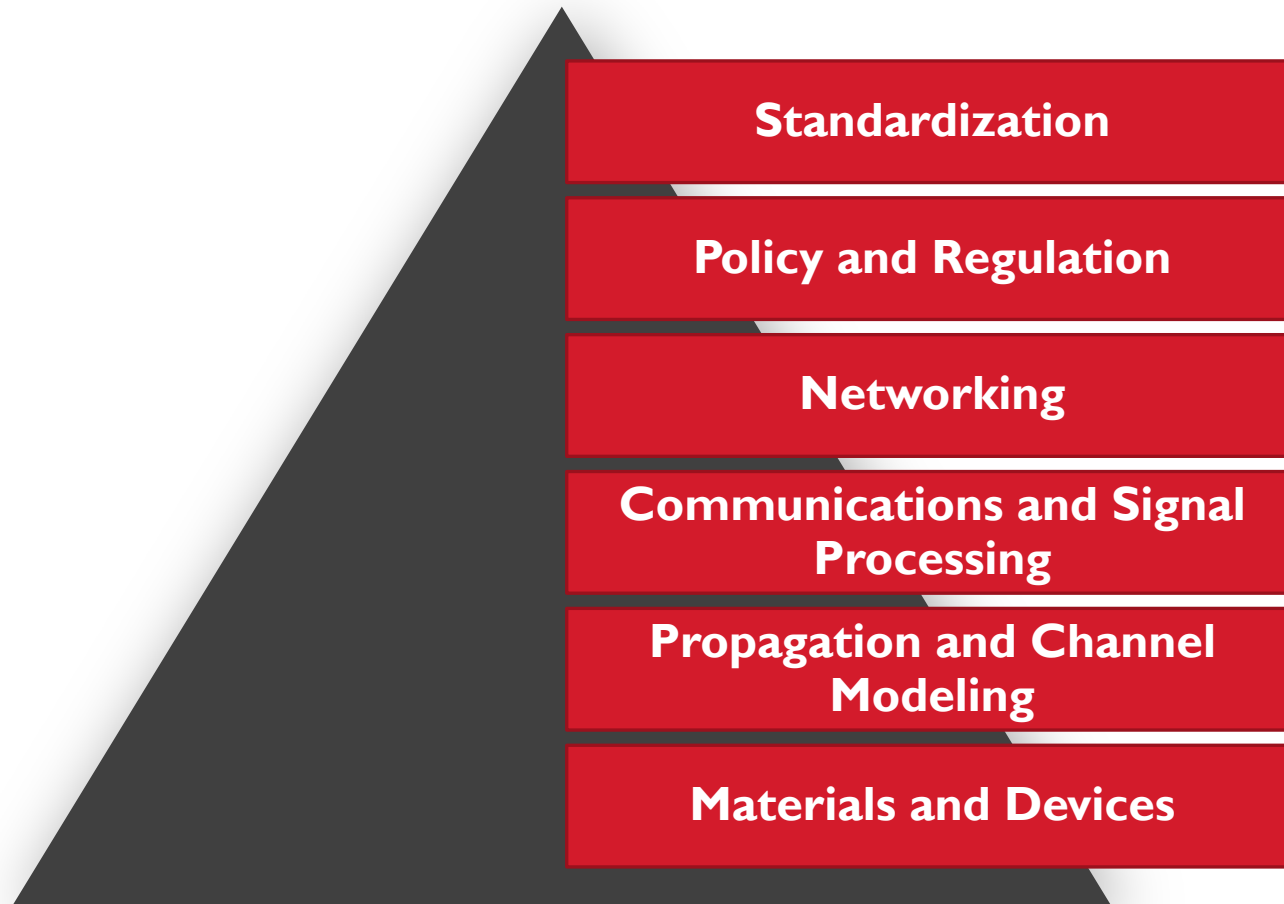 Standardization
Policy and Regulation
Networking
Communications and Signal
Processing
Propagation and Channel
Modeling
Materials and Devices